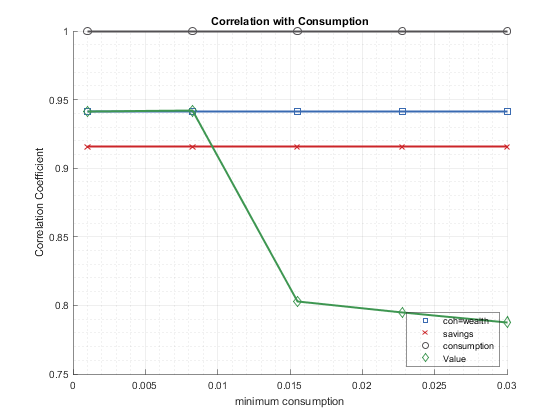 Correlation with Consumption
Correlation Coefficient
1
0.95
0.9
0.85
0.8
0.75
0
0.005
0.01
0.015
0.02
0.025
0.03
minimum consumption
coh=wealth
savings
consumption
Value